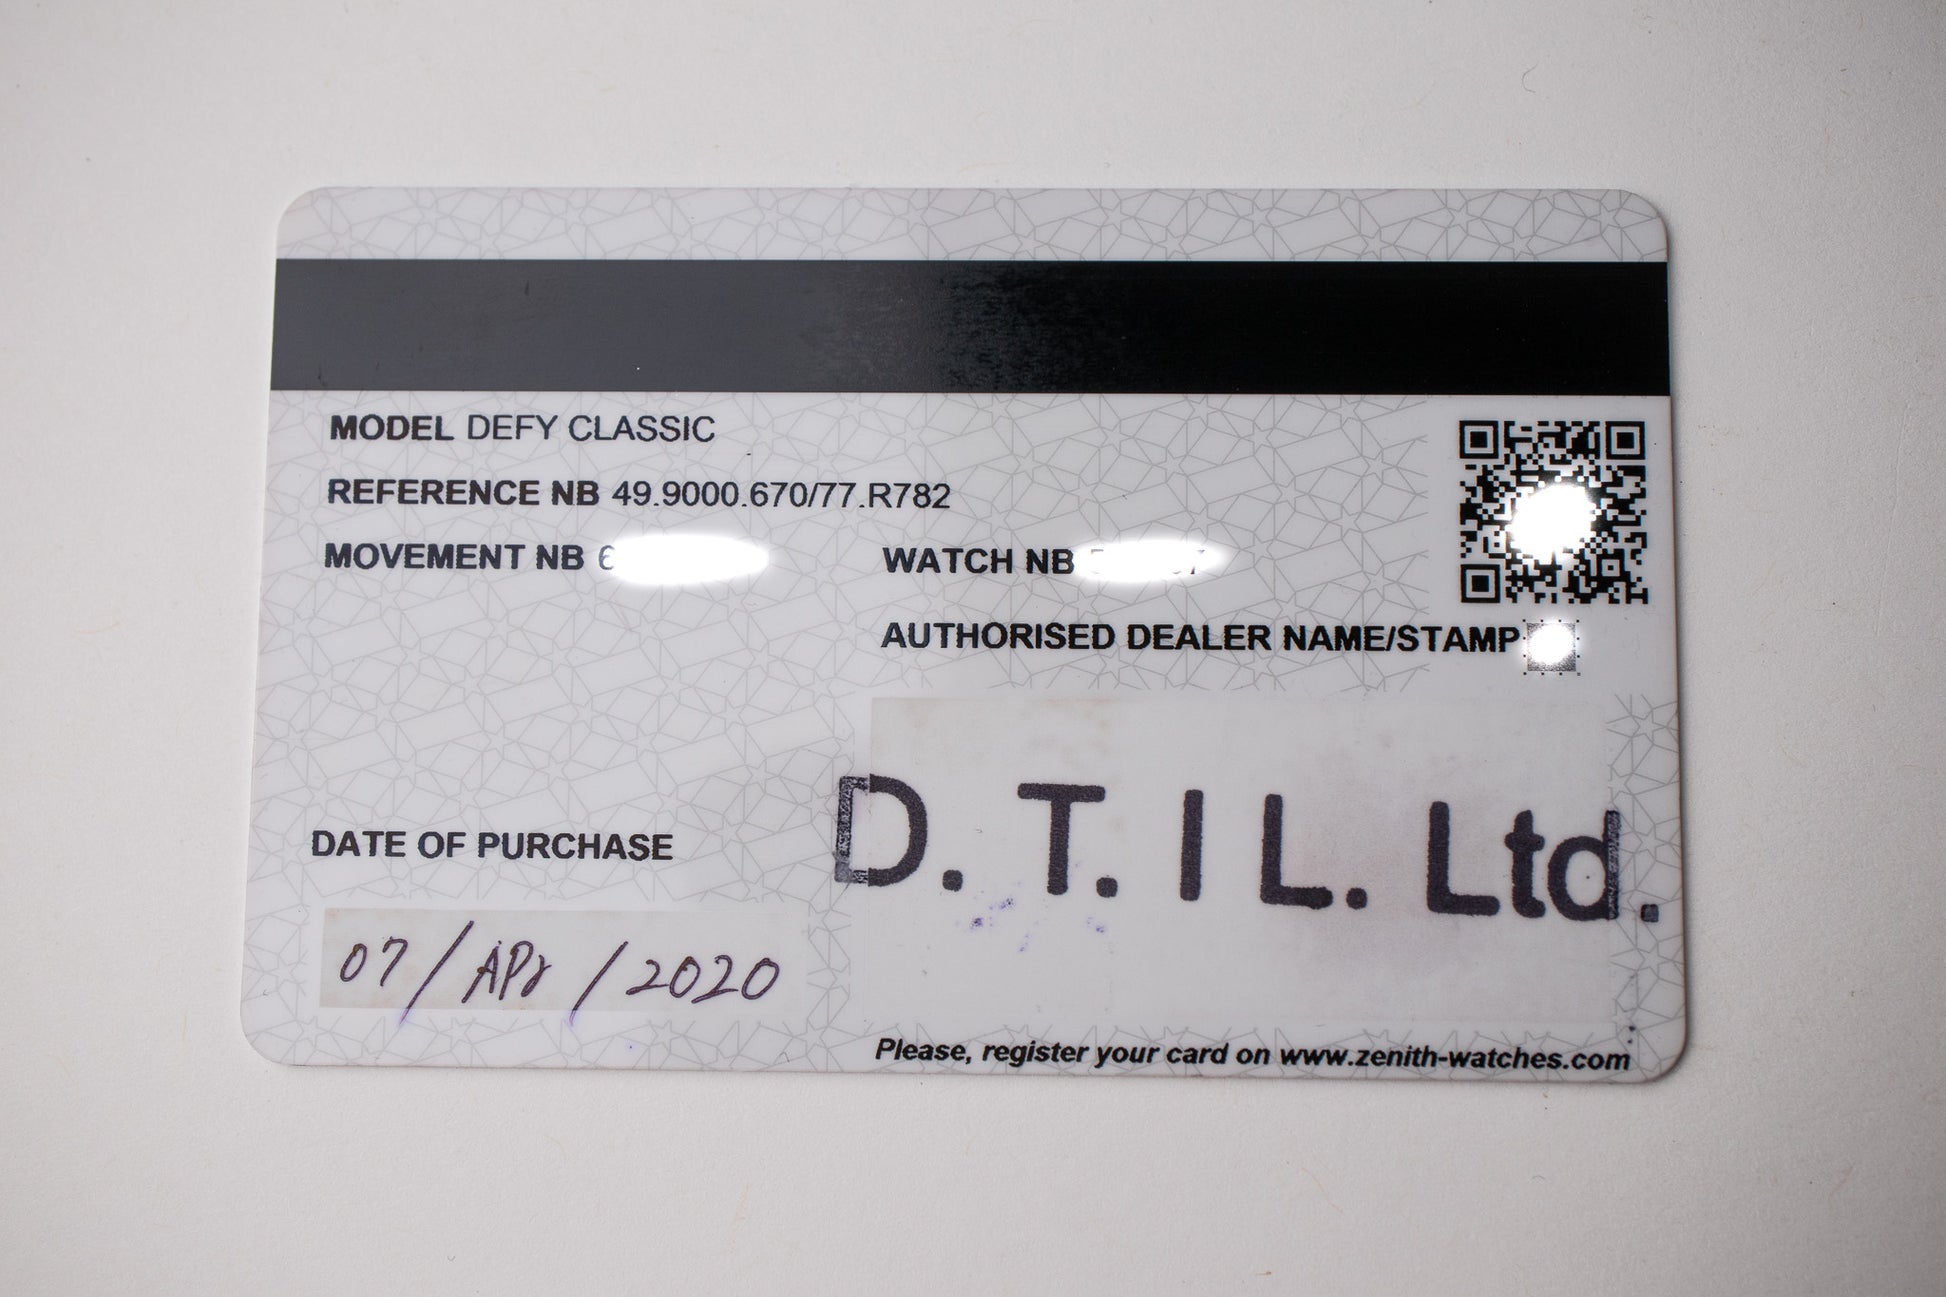 MODEL DEFY CLASSIC
REFERENCE NB 49.9000.670/77.R782
MOVEMENT NB
WATCH NB
AUTHORISED DEALER NAME/STAMP
D. T. I L. Ltd.
DATE OF PURCHASE
07 / APr / 2020
Please, register your card on www.zenith-watches.com